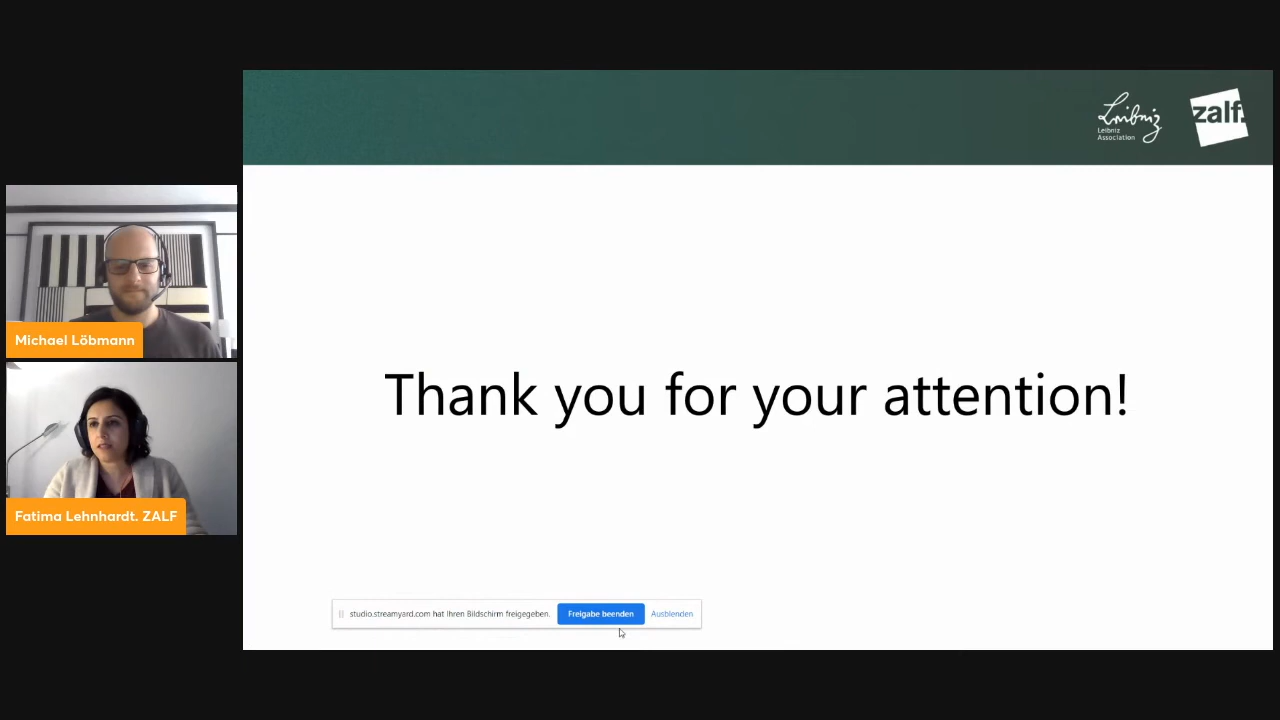 Leibniz
Leibniz
Association
zalf.
Michael Löbmann
Fatima Lehnhardt. ZALF
Thank you for your attention!
studio.streamyard.com hat Ihren Bildschirm freigegeben. Freigabe beenden Ausblenden